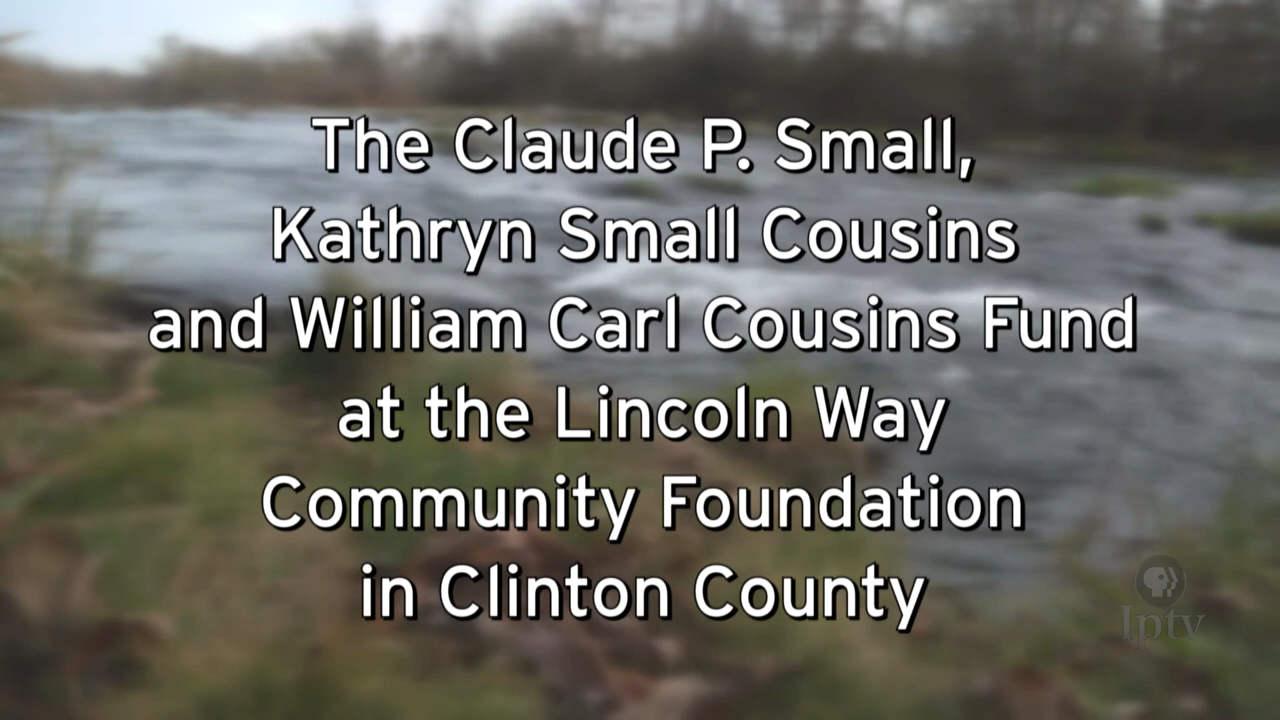 The Claude P. Small,
Kathryn Small Cousins
and William Carl Cousins Fund
at the Lincoln Way
Community Foundation
in Clinton County
Iptv